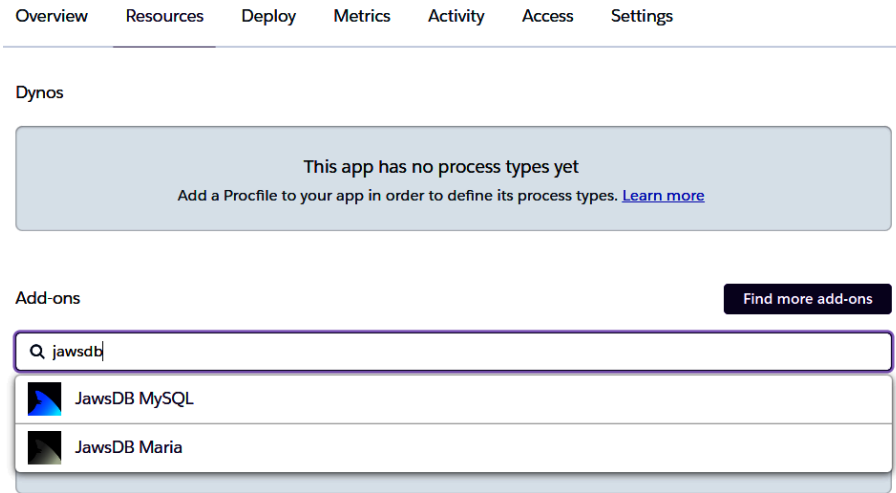 Overview Resources Deploy Metrics Activity Access Settings
Dynos
This app has no process types yet
Add a Procfile to your app in order to define its process types. Learn more
Add-ons
Find more add-ons
jawsdb
JawsDB MySQL
JawsDB Maria